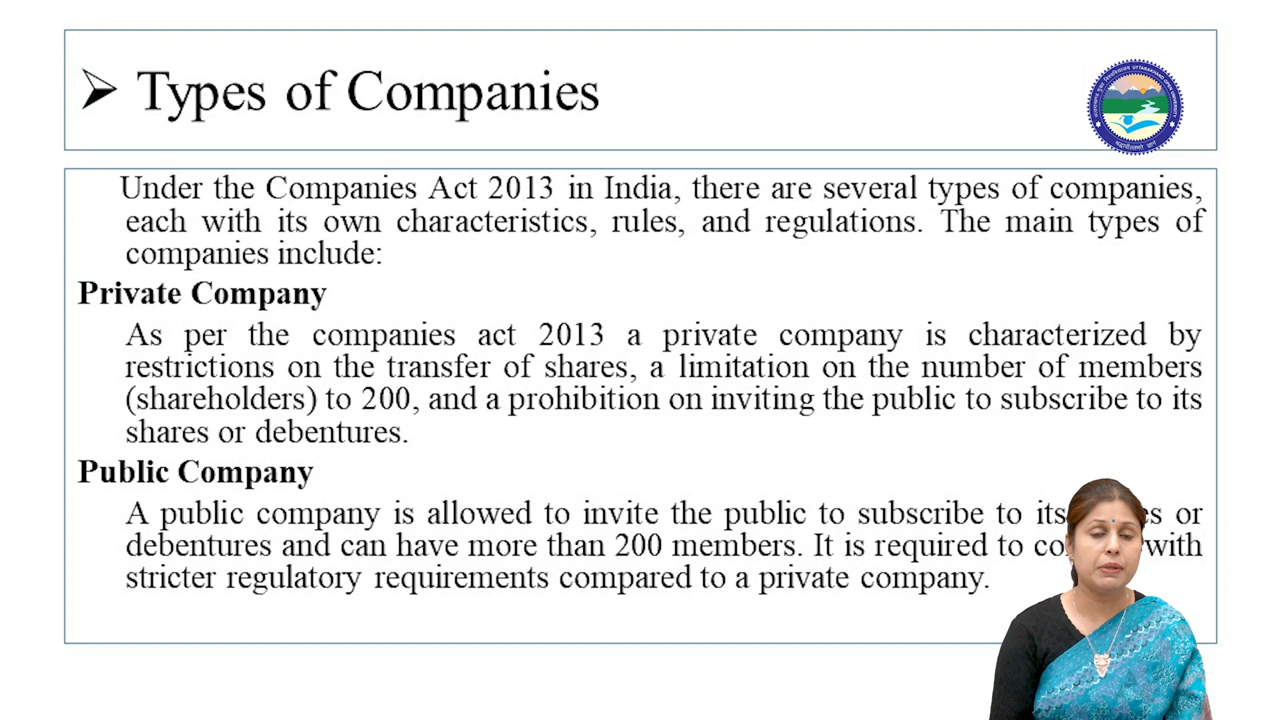 Types of Companies
Under the Companies Act 2013 in India, there are several types of companies,
each with its own characteristics, rules, and regulations. The main types of
companies include:
Private Company
As per the companies act 2013 a private company is characterized by
restrictions on the transfer of shares, a limitation on the number of members
(shareholders) to 200, and a prohibition on inviting the public to subscribe to its
shares or debentures.
Public Company
A public company is allowed to invite the public to subscribe to its or
debentures and can have more than 200 members. It is required to with
stricter regulatory requirements compared to a private company.